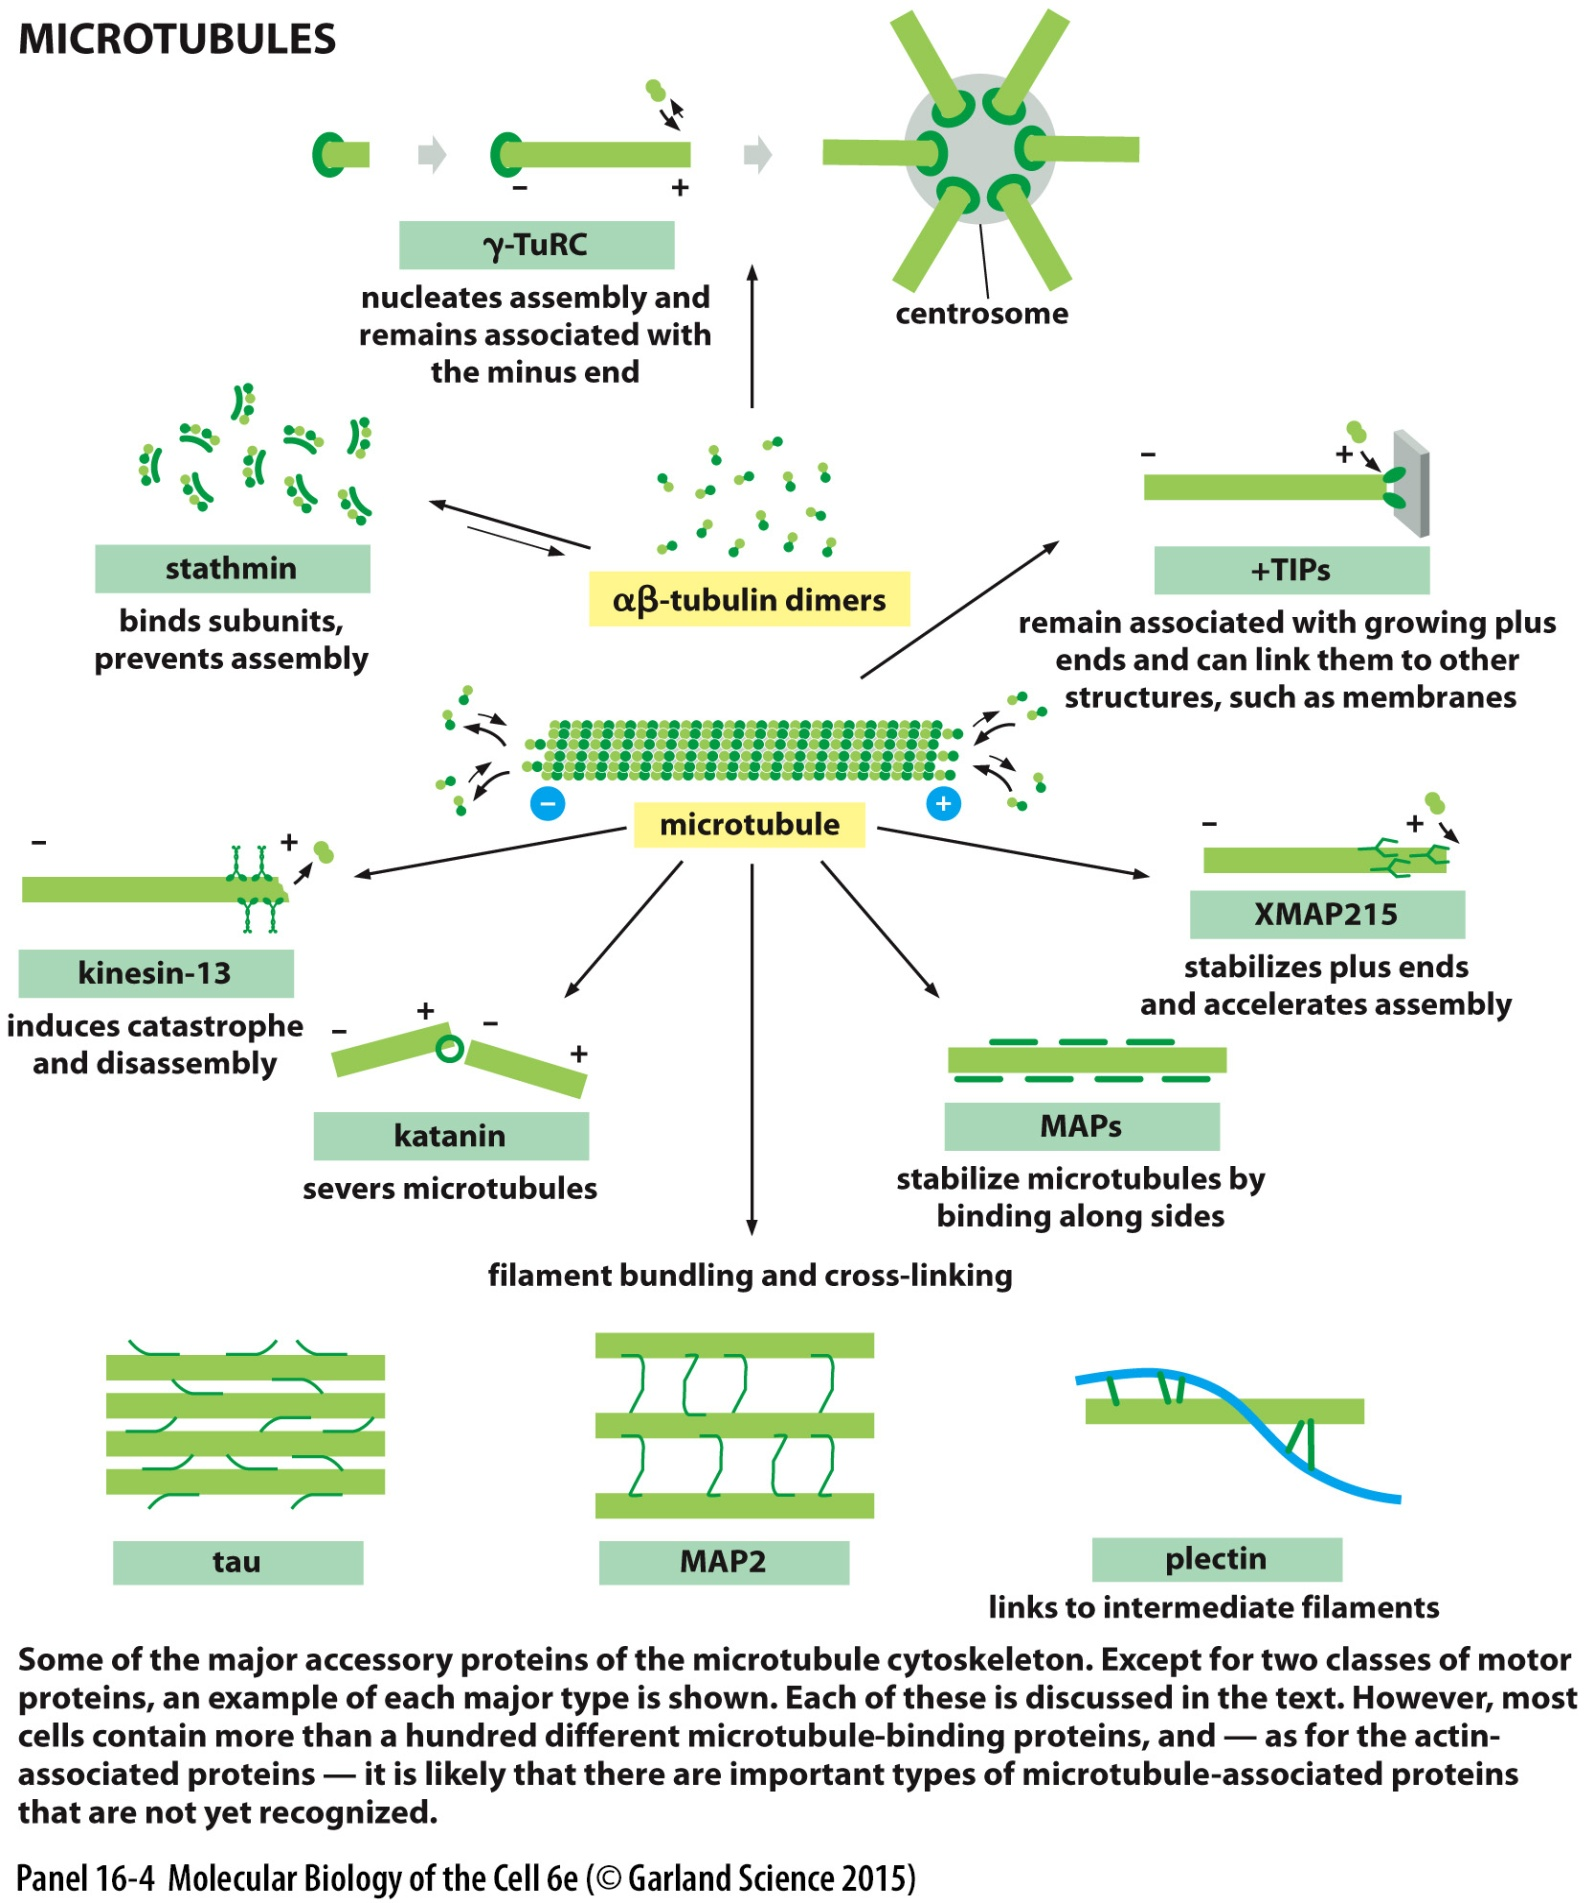 MICROTUBULES
− +
γ-TuRC
nucleates assembly and
remains associated with
the minus end
centrosome
stathmin
binds subunits,
prevents assembly
αβ-tubulin dimers
− +
+TIPs
remain associated with growing plus
ends and can link them to other
structures, such as membranes
− +
microtubule
− +
kinesin-13
induces catastrophe
and disassembly
− +
XMAP215
stabilizes plus ends
and accelerates assembly
− + − +
katanin
severs microtubules
MAPs
stabilize microtubules by
binding along sides
filament bundling and cross-linking
tau
MAP2
plectin
links to intermediate filaments
Some of the major accessory proteins of the microtubule cytoskeleton. Except for two classes of motor
proteins, an example of each major type is shown. Each of these is discussed in the text. However, most
cells contain more than a hundred different microtubule-binding proteins, and — as for the actin-
associated proteins — it is likely that there are important types of microtubule-associated proteins
that are not yet recognized.
Panel 16-4 Molecular Biology of the Cell 6e (© Garland Science 2015)